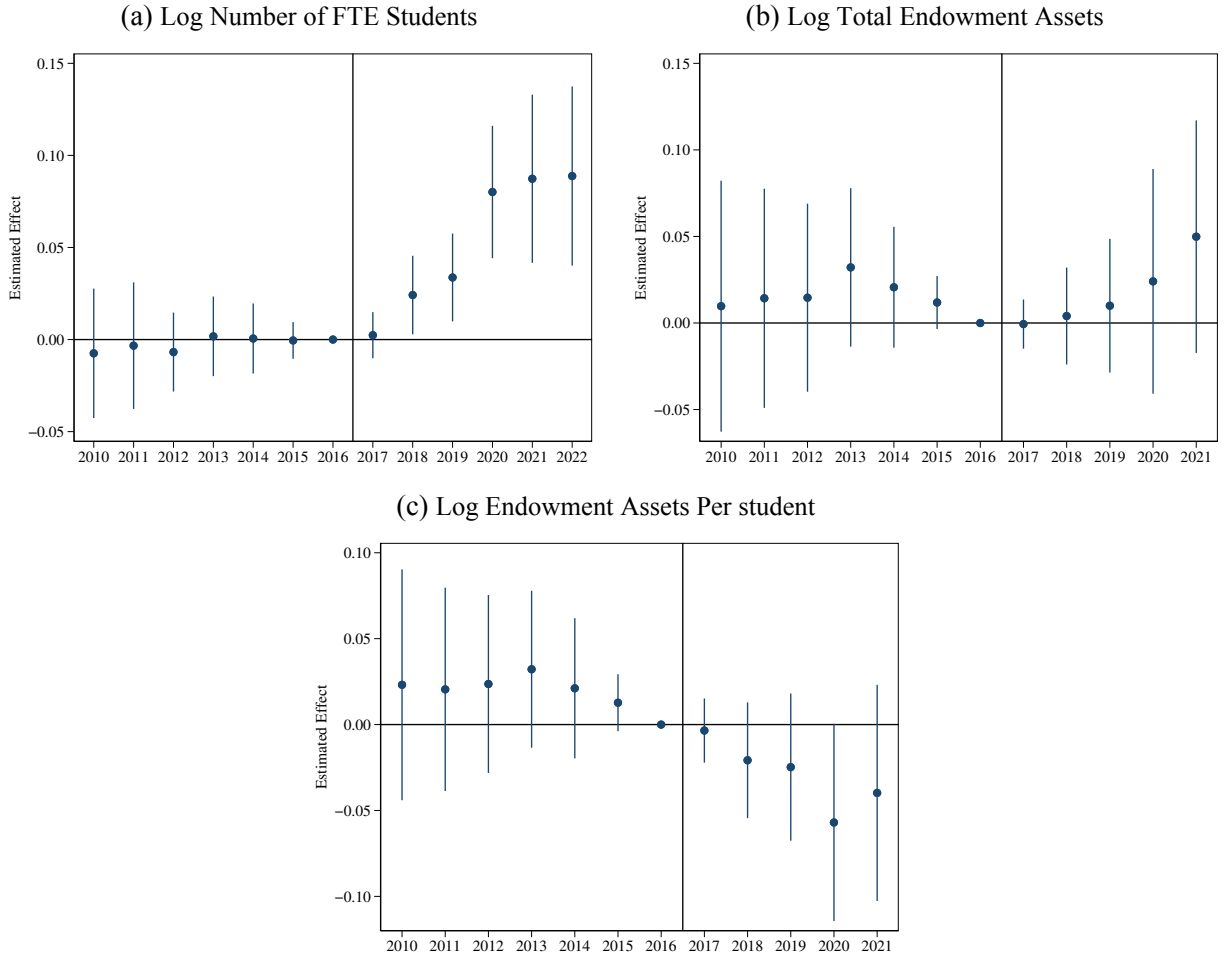 (a) Log Number of FTE Students
0.15
0.10
0.05
0.00
−0.05
Estimated Effect
2010 2011 2012 2013 2014 2015 2016 2017 2018 2019 2020 2021 2022
(b) Log Total Endowment Assets
0.15
0.10
0.05
0.00
−0.05
Estimated Effect
2010 2011 2012 2013 2014 2015 2016 2017 2018 2019 2020 2021
(c) Log Endowment Assets Per student
0.10
0.05
0.00
−0.05
−0.10
Estimated Effect
2010 2011 2012 2013 2014 2015 2016 2017 2018 2019 2020 2021